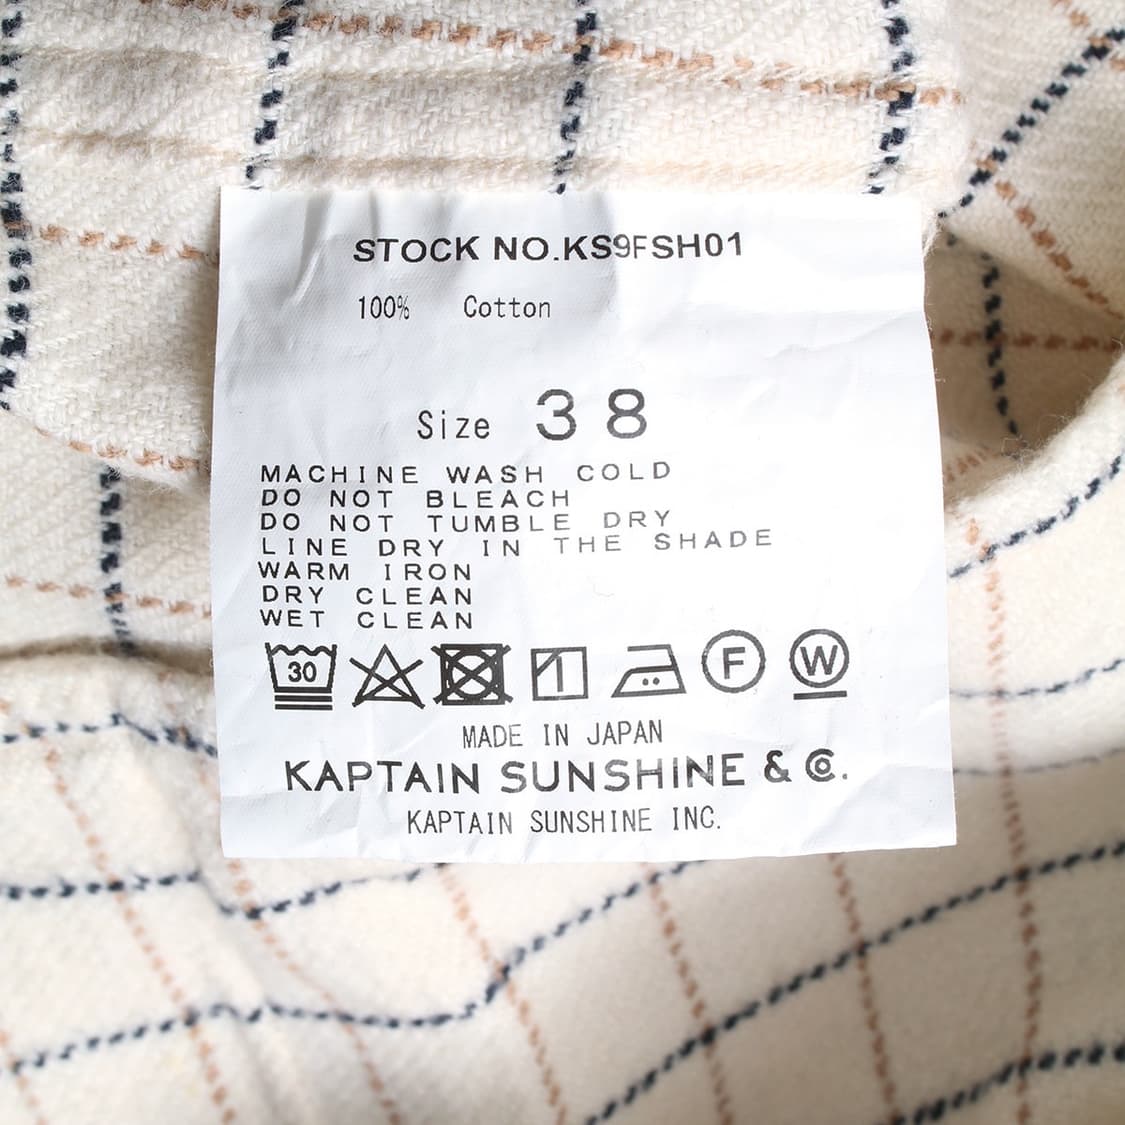 STOCK NO.KS9FSH01
100% Cotton
Size 38
MACHINE WASH COLD
DO NOT BLEACH
DO NOT TUMBLE DRY
LINE DRY IN THE SHADE
WARM IRON
DRY CLEAN
WET CLEAN
30 F W
MADE IN JAPAN
KAPTAIN SUNSHINE & Co.
KAPTAIN SUNSHINE INC.